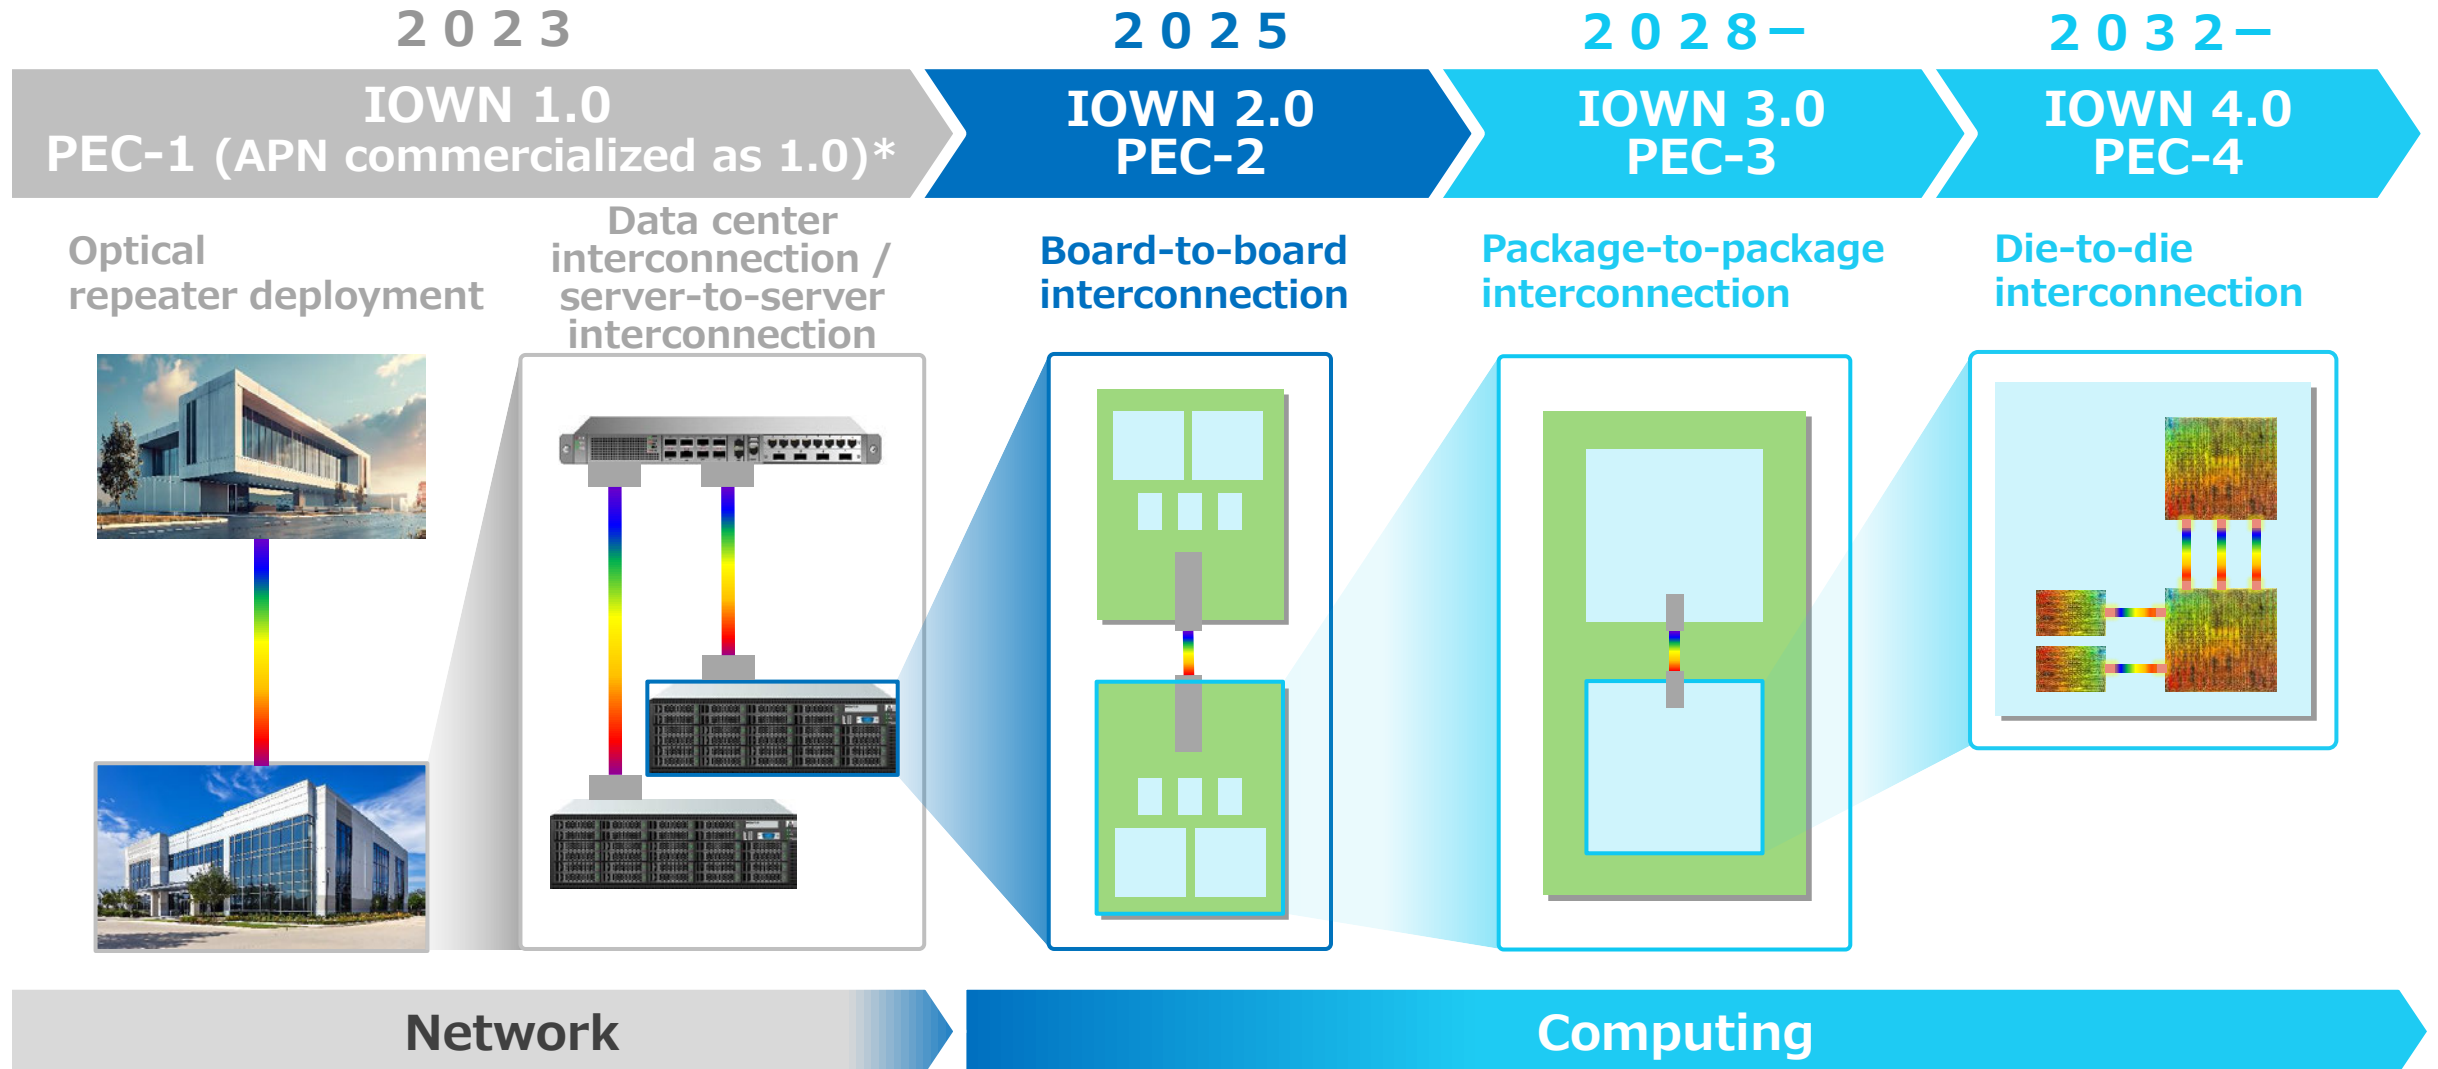 2023
IOWN 1.0
PEC-1 (APN commercialized as 1.0)*
2025
IOWN 2.0
PEC-2
2028－
IOWN 3.0
PEC-3
2032－
IOWN 4.0
PEC-4
Optical
repeater deployment
Data center
interconnection /
server-to-server
interconnection
Board-to-board
interconnection
Package-to-package
interconnection
Die-to-die
interconnection
Network
Computing